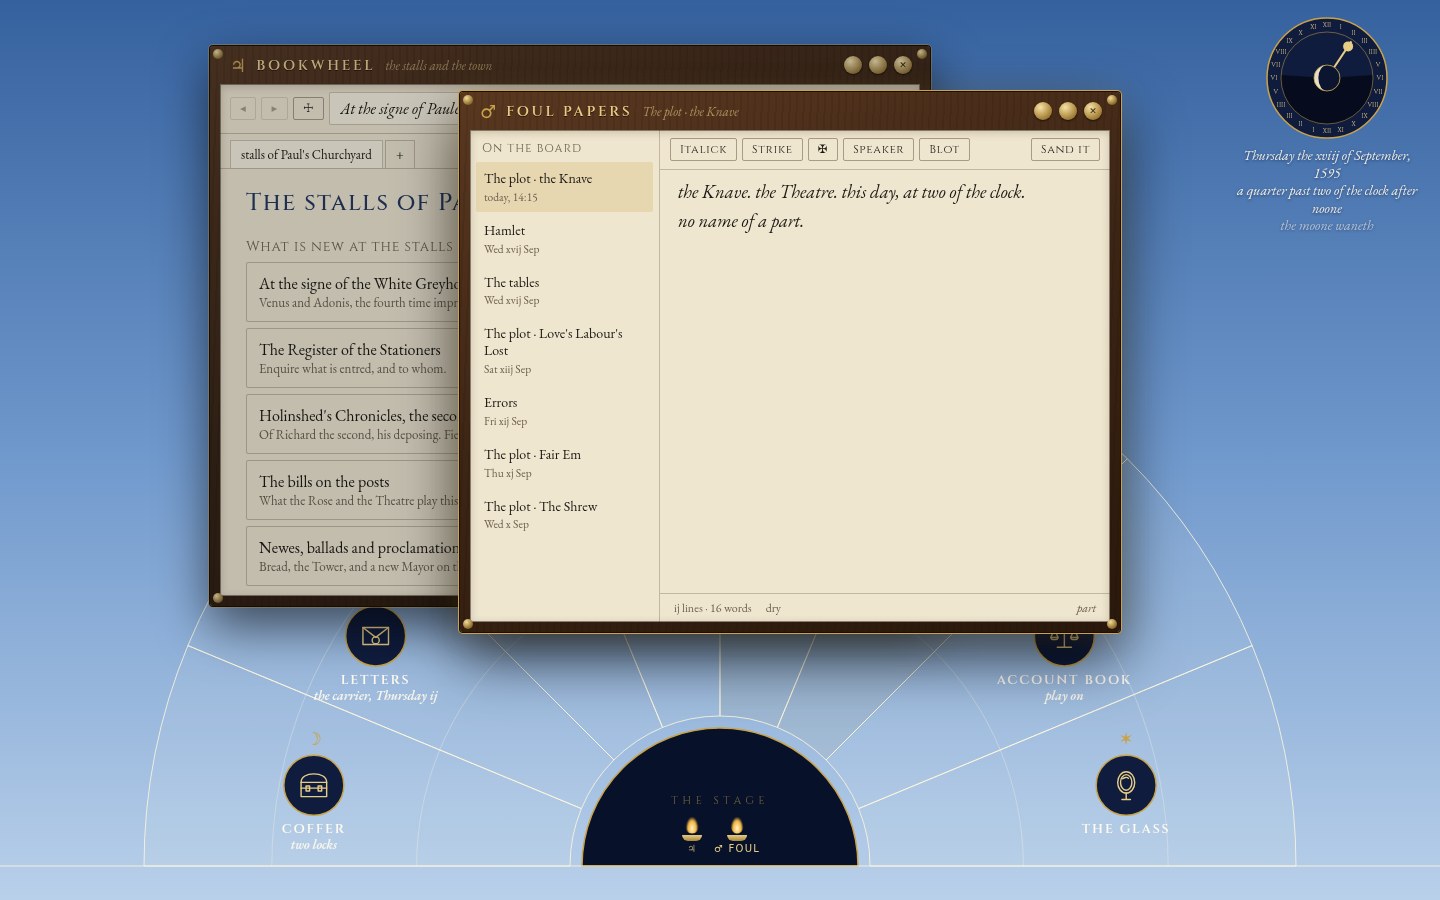 BOOKWHEEL the stalls and the town
At the signe of Paul
stalls of Paul's Churchyard +
The stalls of P
What is new at the stalls
At the signe of the White Greyho
Venus and Adonis, the fourth time impr
The Register of the Stationers
Enquire what is entred, and to whom.
Holinshed's Chronicles, the seco
Of Richard the second, his deposing. Fie
The bills on the posts
What the Rose and the Theatre play this
Newes, ballads and proclamation
Bread, the Tower, and a new Mayor on t
FOUL PAPERS The plot · the Knave
On the board
The plot · the Knave
today, 14:15
Hamlet
Wed xvij Sep
The tables
Wed xvij Sep
The plot · Love's Labour's
Lost
Sat xiij Sep
Errors
Fri xij Sep
The plot · Fair Em
Thu xj Sep
The plot · The Shrew
Wed x Sep
Italick Strike ✠ Speaker Blot Sand it
the Knave. the Theatre. this day, at two of the clock.
no name of a part.
ij lines · 16 words dry part
Thursday the xvij of September,
1595
a quarter past two of the clock after
noone
the moone waneth
LETTERS
the carrier, Thursday ij
COFFER
two locks
THE STAGE
♃ ♂ FOUL
ACCOUNT BOOK
play on
THE GLASS